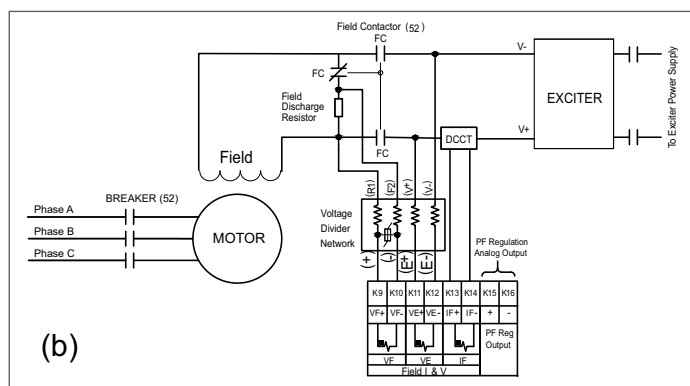 Field Contactor (52)
FC
V-
FC
Field
Discharge
Resistor
EXCITER
To Exciter Power Supply
V+
DCCT
FC
Field
(R1)
(F2)
(V+)
(V-)
BREAKER (52)
Phase A
Phase B
Phase C
MOTOR
Voltage
Divider
Network
PF Regulation
Analog Output
(+)
(-)
(E+)
(E-)
K9 K10 K11 K12 K13 K14 K15 K16
VF+ VF- VE+ VE- IF+ IF- + -
PF Reg
Output
VF VE IF
Field I & V
(b)